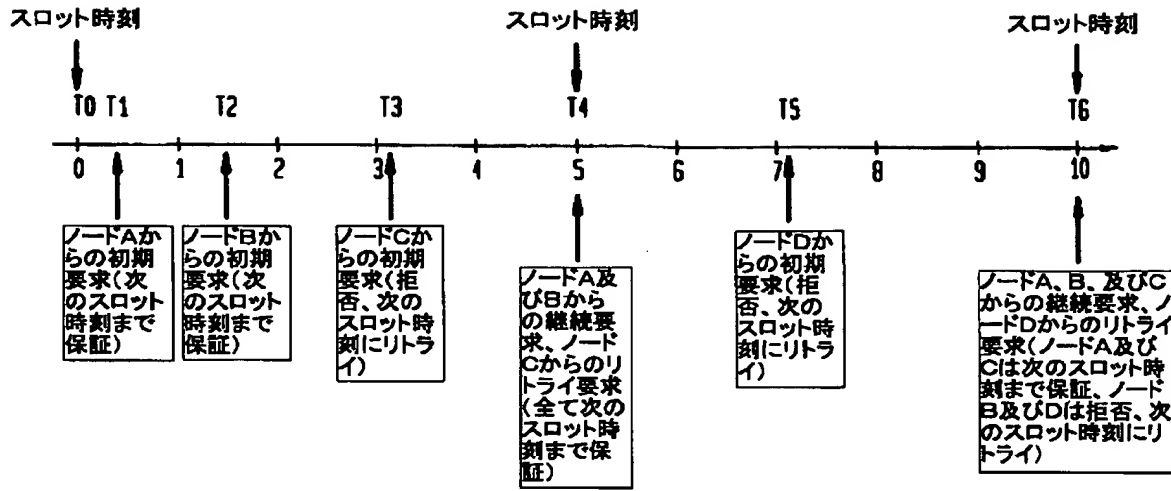 スロット時刻
スロット時刻
スロット時刻
T0 T1 T2 T3 T4 T5 T6
0 1 2 3 4 5 6 7 8 9 10
ノードAか
らの初期
要求(次
のスロット
時刻まで
保証)
ノードBか
らの初期
要求(次
のスロット
時刻まで
保証)
ノードCか
らの初期
要求(拒
否、次の
スロット時
刻にリトラ
イ)
ノードA及
びBから
の継続要
求、ノード
Cからのリ
トライ要求
(全て次の
スロット時
刻まで保
証)
ノードDか
らの初期
要求(拒
否、次の
スロット時
刻にリトラ
イ)
ノードA、B、及びC
からの継続要求、ノ
ードDからのリトライ
要求(ノードA及び
Cは次のスロット時
刻まで保証、ノード
B及びDは拒否、次
のスロット時刻にリ
トライ)